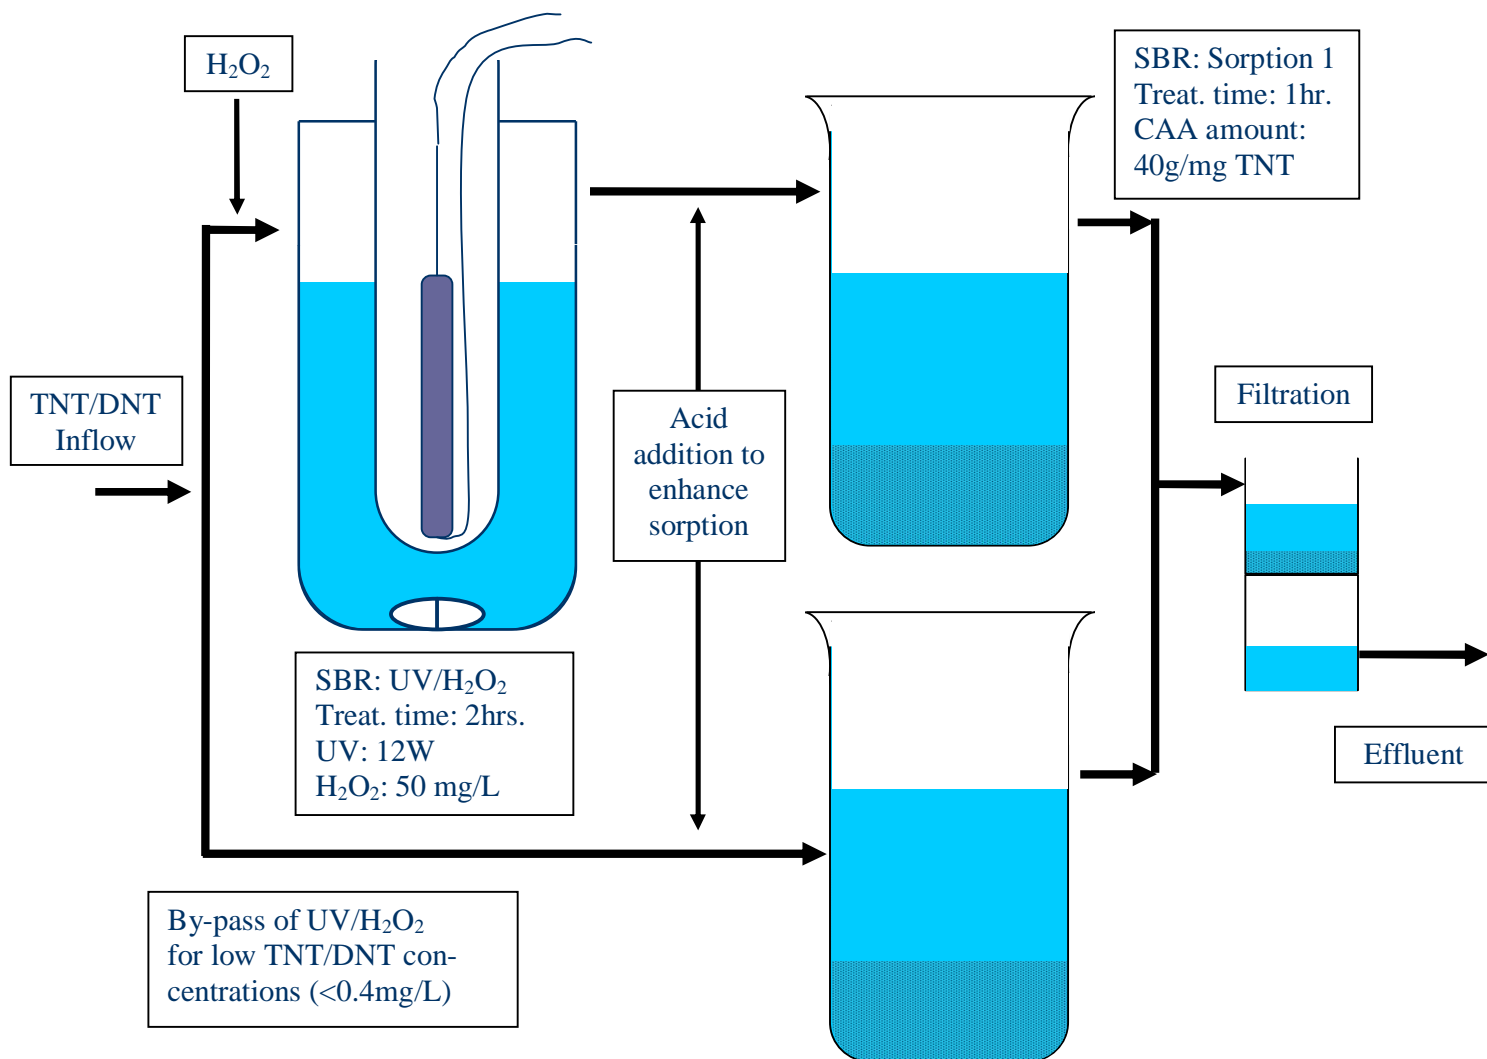 H₂O₂
SBR: Sorption 1
Treat. time: 1hr.
CAA amount:
40g/mg TNT
TNT/DNT
Inflow
Acid
addition to
enhance
sorption
Filtration
SBR: UV/H₂O₂
Treat. time: 2hrs.
UV: 12W
H₂O₂: 50 mg/L
Effluent
By-pass of UV/H₂O₂
for low TNT/DNT con-
centrations (<0.4mg/L)